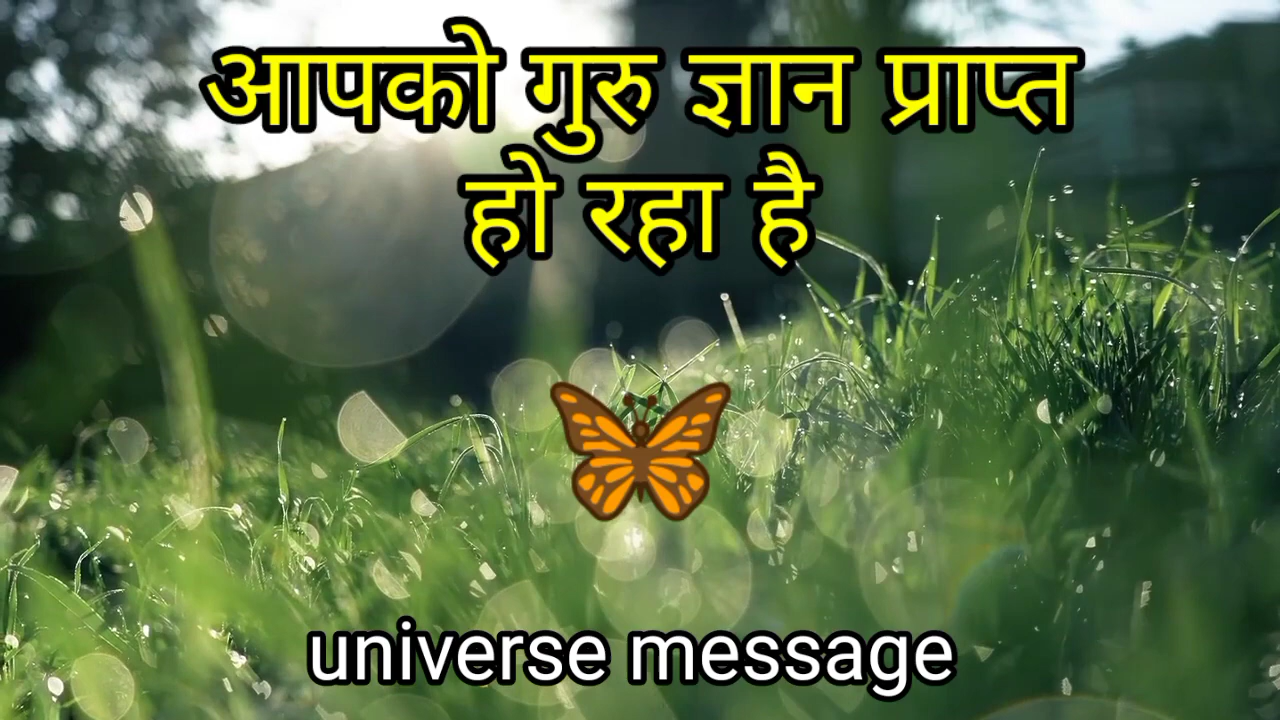 आपको गुरु ज्ञान प्राप्त
हो रहा है
universe message